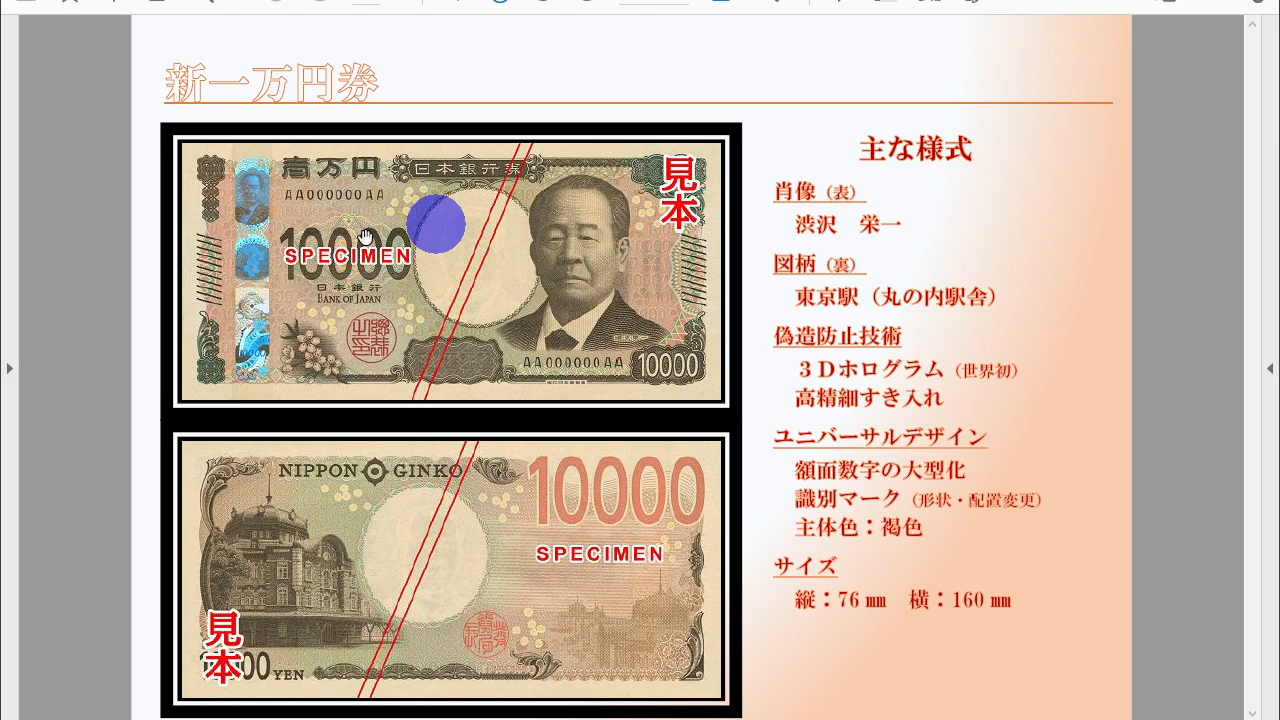 新一万円券
壱万円
日本銀行券
見本
AA000000AA
10000
SPECIMEN
日本銀行
BANK OF JAPAN
AA000000AA
10000
NIPPON GINKO
10000
SPECIMEN
見本
00 YEN
主な様式
肖像（表）
渋沢　栄一
図柄（裏）
東京駅（丸の内駅舎）
偽造防止技術
３Ｄホログラム（世界初）
高精細すき入れ
ユニバーサルデザイン
額面数字の大型化
識別マーク（形状・配置変更）
主体色：褐色
サイズ
縦：76 ㎜　横：160 ㎜